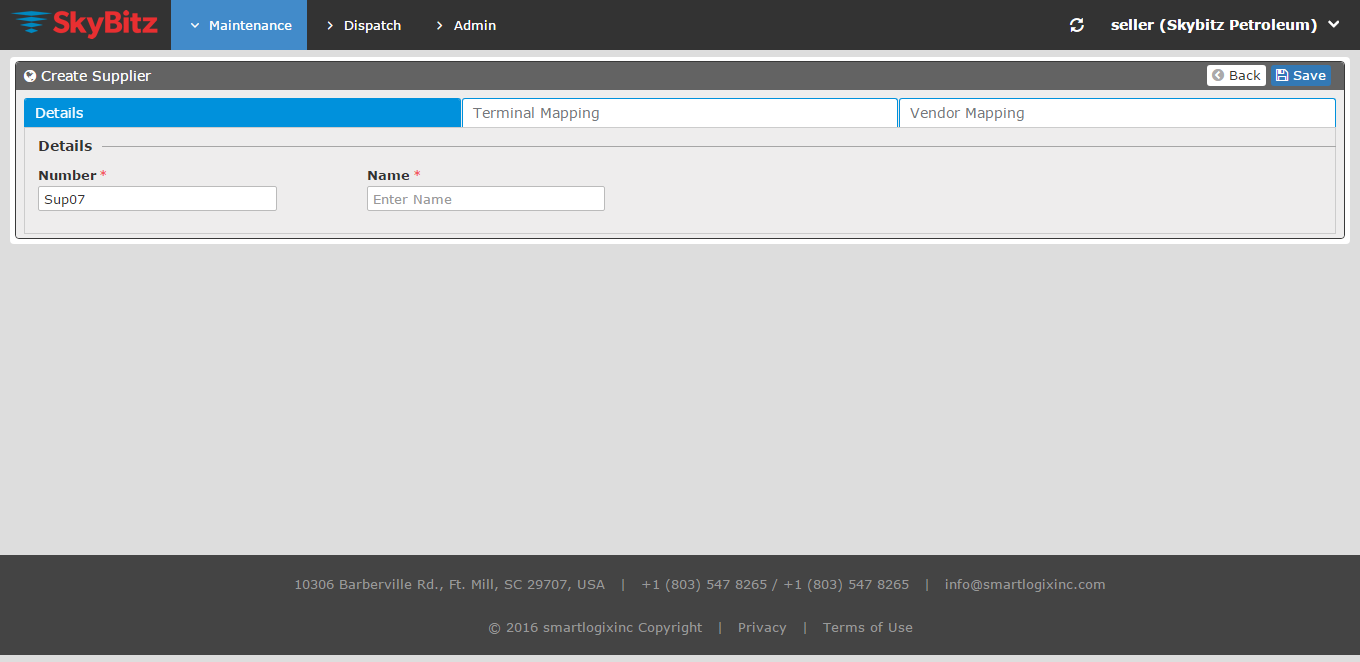 SkyBitz Maintenance Dispatch Admin seller (Skybitz Petroleum)
Create Supplier Back Save
Details Terminal Mapping Vendor Mapping
Details
Number * Name *
Sup07 Enter Name
10306 Barberville Rd., Ft. Mill, SC 29707, USA | +1 (803) 547 8265 / +1 (803) 547 8265 | info@smartlogixinc.com
© 2016 smartlogixinc Copyright | Privacy | Terms of Use